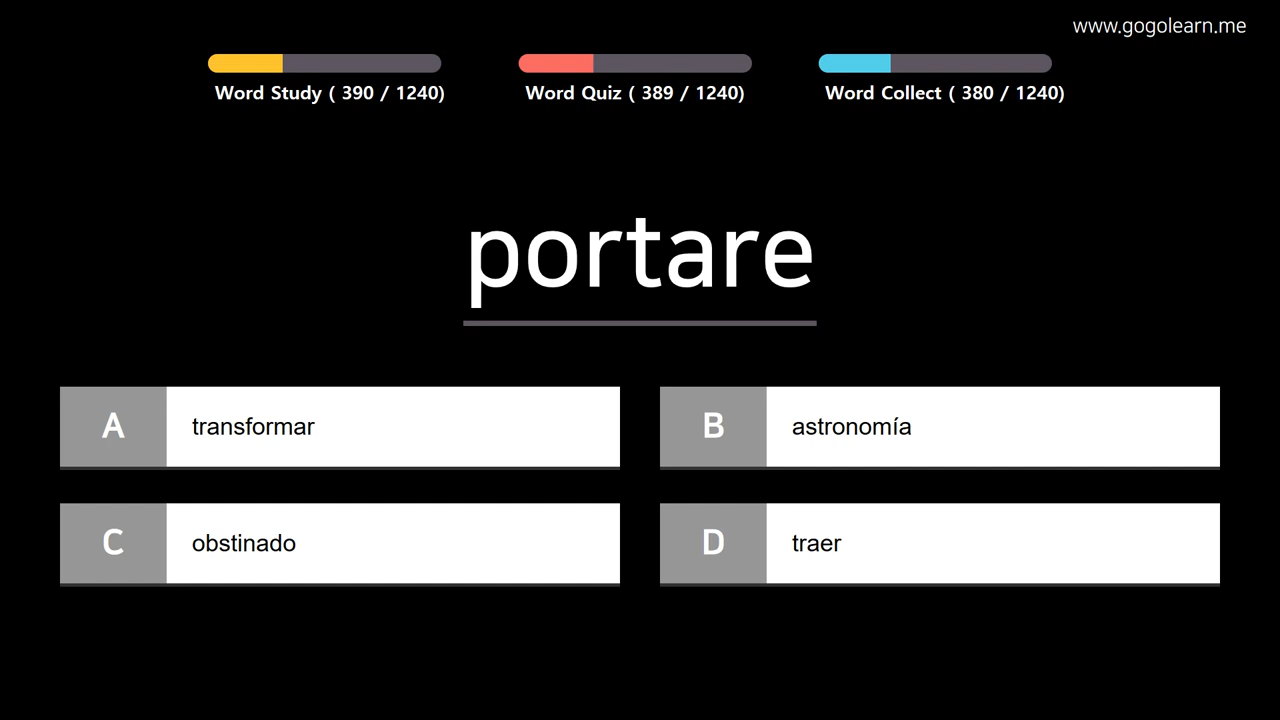 www.gogolearn.me
Word Study ( 390 / 1240)
Word Quiz ( 389 / 1240)
Word Collect ( 380 / 1240)
portare
A
transformar
B
astronomía
C
obstinado
D
traer